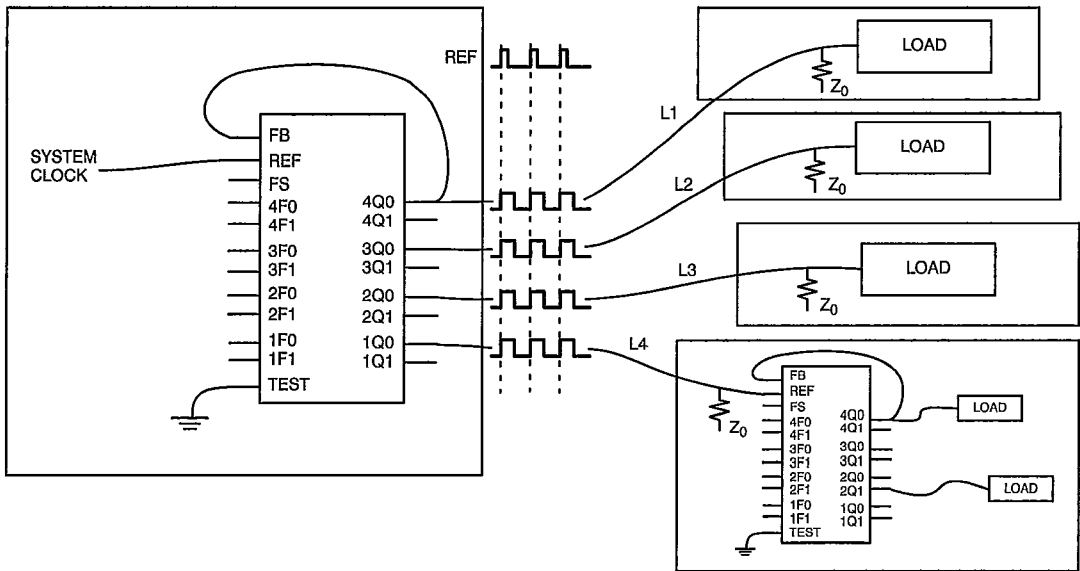 REF
SYSTEM
CLOCK
FB
REF
FS
4F0
4F1
3F0
3F1
2F0
2F1
1F0
1F1
TEST
4Q0
4Q1
3Q0
3Q1
2Q0
2Q1
1Q0
1Q1
L1
LOAD
Z0
L2
LOAD
Z0
L3
LOAD
Z0
L4
Z0
FB
REF
FS
4F0
4F1
3F0
3F1
2F0
2F1
1F0
1F1
TEST
4Q0
4Q1
3Q0
3Q1
2Q0
2Q1
1Q0
1Q1
LOAD
LOAD